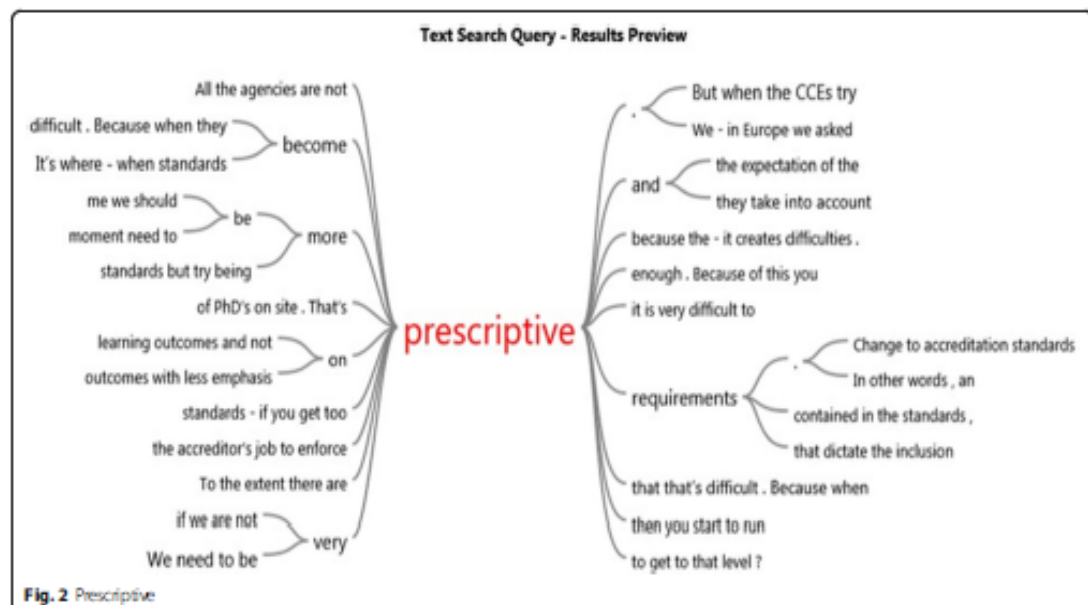 Text Search Query - Results Preview
All the agencies are not
difficult . Because when they
become
It's where - when standards
me we should
be
moment need to
more
standards but try being
of PhD's on site . That's
learning outcomes and not
on
outcomes with less emphasis
standards - if you get too
the accreditor's job to enforce
To the extent there are
if we are not
very
We need to be
prescriptive
But when the CCEs try
.
We - in Europe we asked
the expectation of the
and
they take into account
because the - it creates difficulties .
enough . Because of this you
it is very difficult to
Change to accreditation standards
.
In other words , an
requirements
contained in the standards ,
that dictate the inclusion
that that's difficult . Because when
then you start to run
to get to that level ?
Fig. 2 Prescriptive